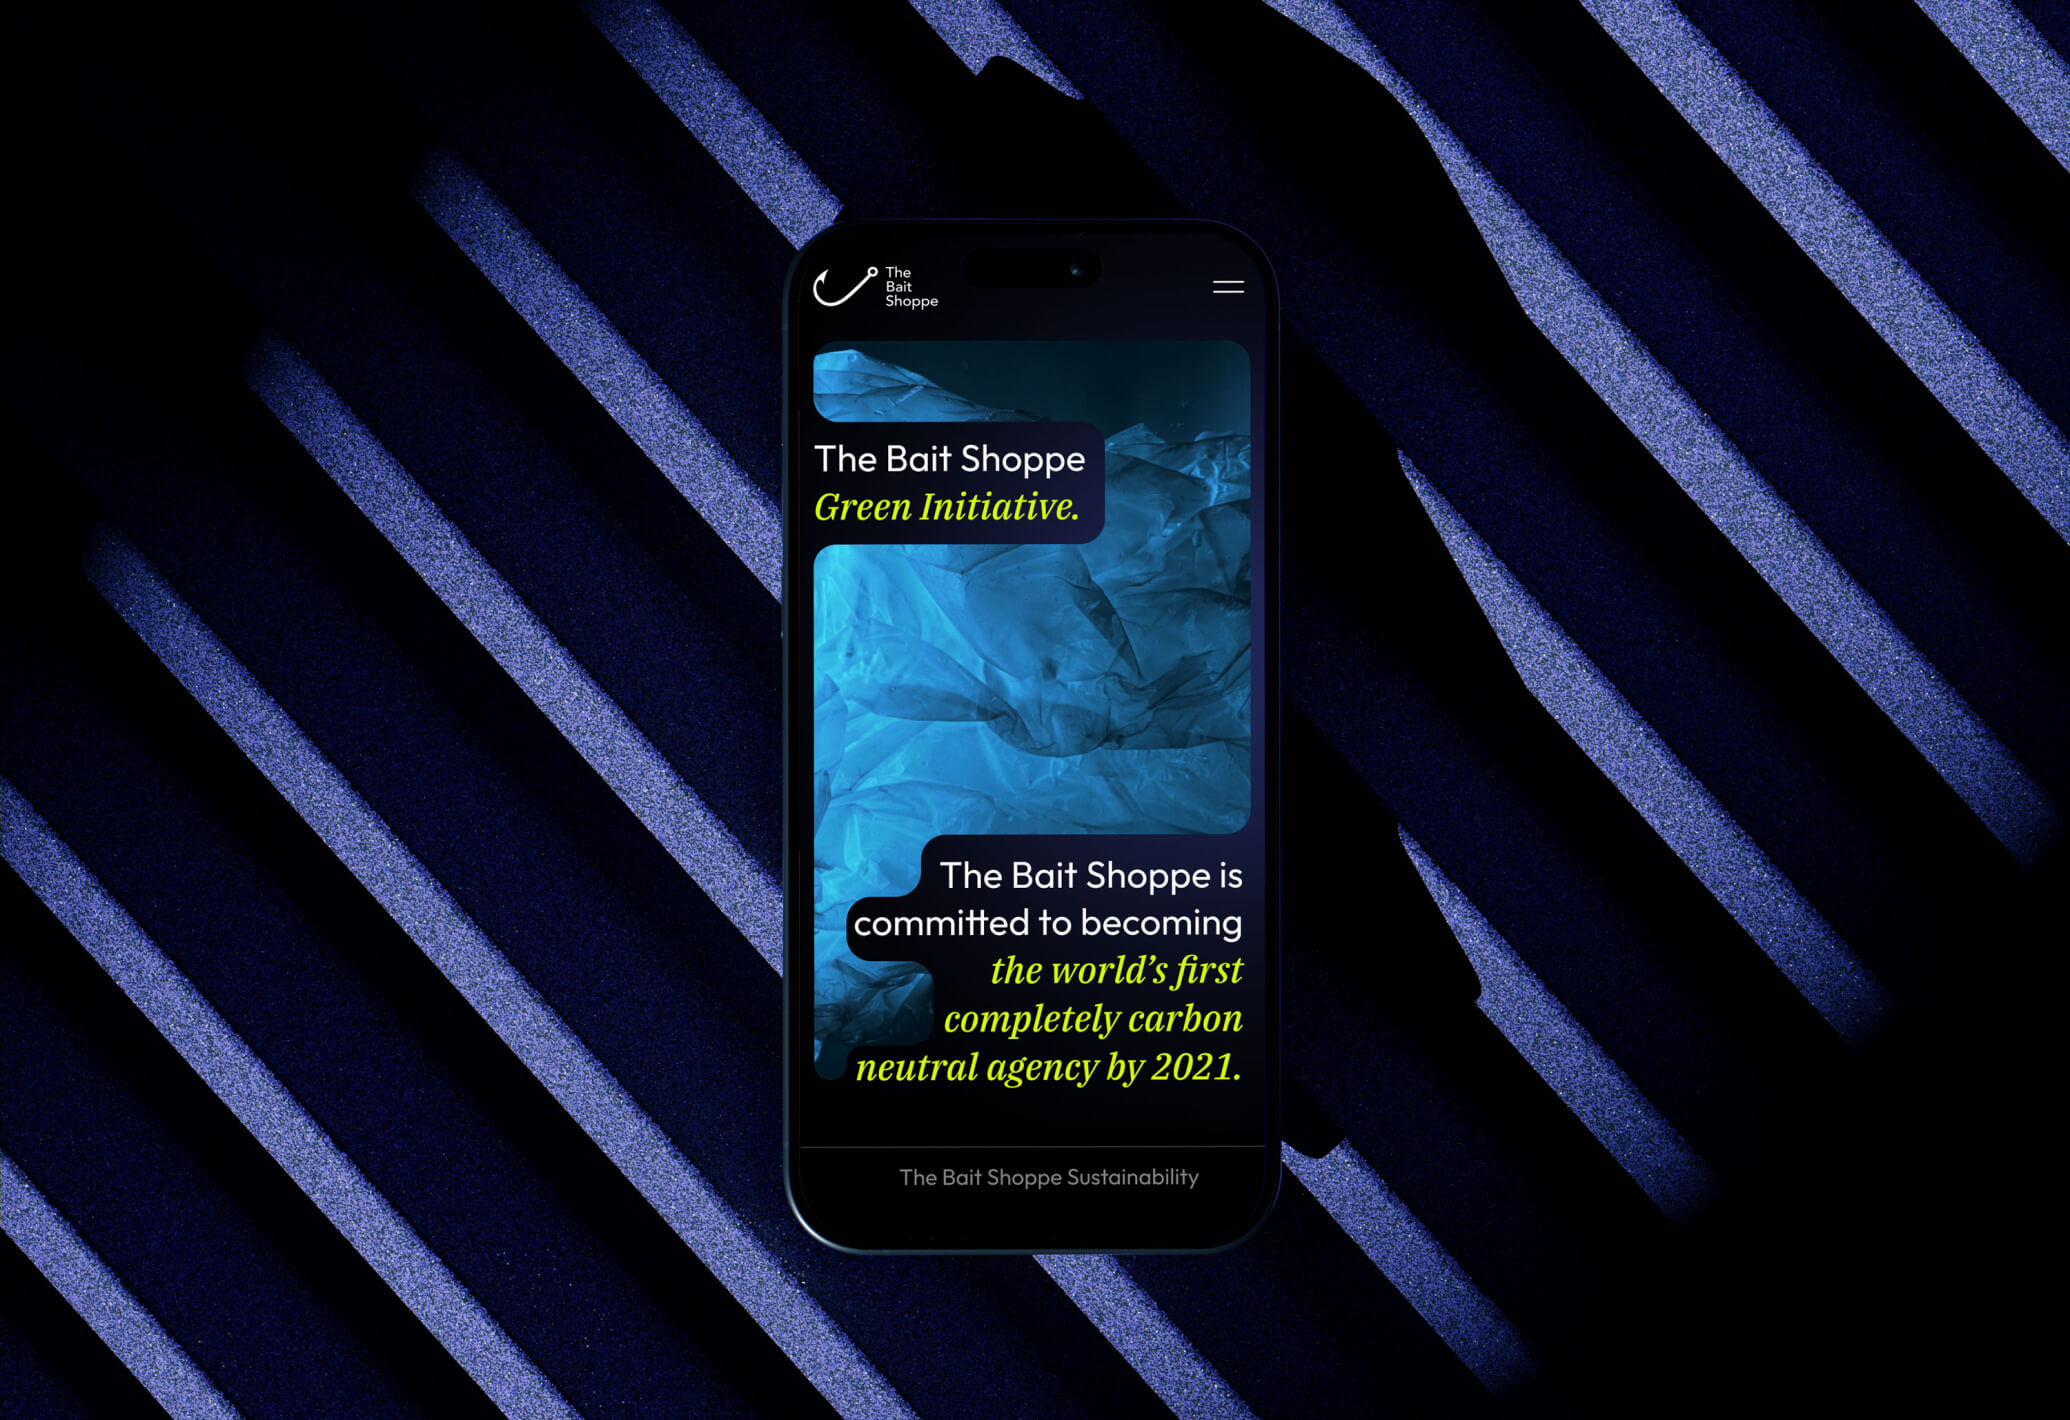 The
Bait
Shoppe
The Bait Shoppe
Green Initiative.
The Bait Shoppe is
committed to becoming
the world's first
completely carbon
neutral agency by 2021.
The Bait Shoppe Sustainability